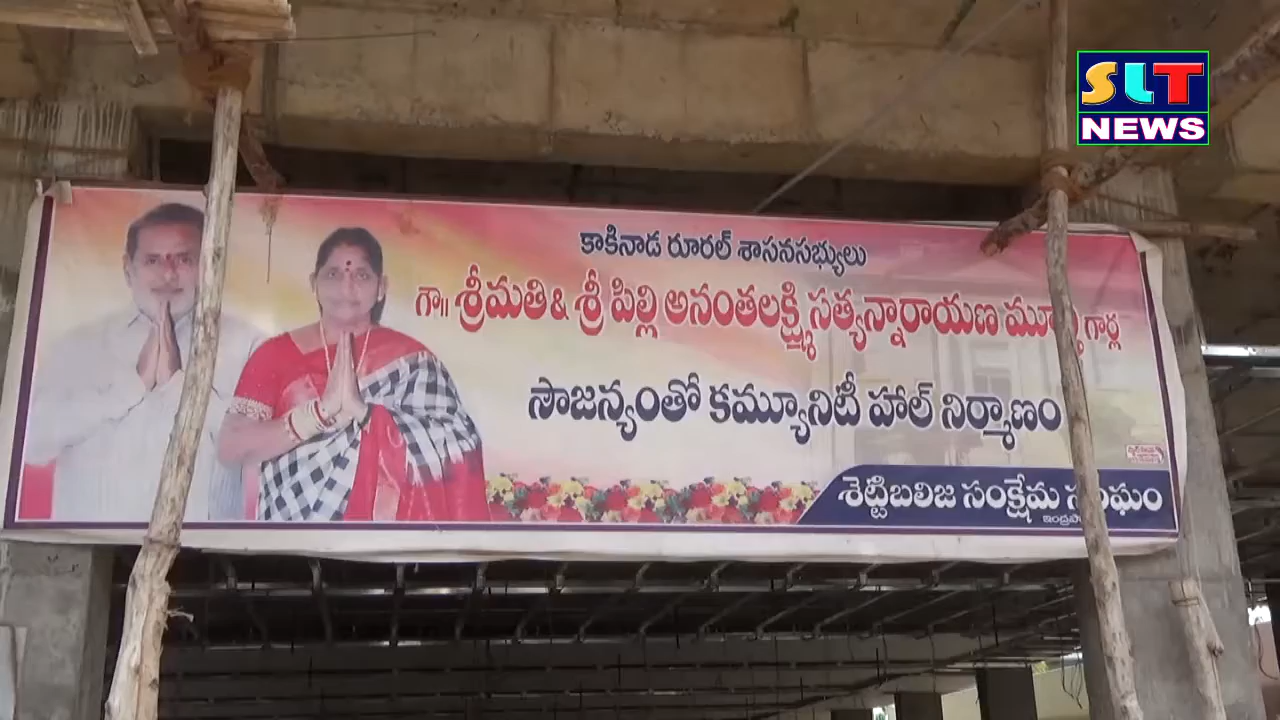 SLT
NEWS
కాకినాడ రూరల్ శాసనసభ్యులు
గౌ॥ శ్రీమతి & శ్రీ పిల్లి అనంతలక్ష్మి సత్యన్నారాయణ మూర్తి గార్ల
సౌజన్యంతో కమ్యూనిటీ హాల్ నిర్మాణం
శెట్టిబలిజ సంక్షేమ సంఘం